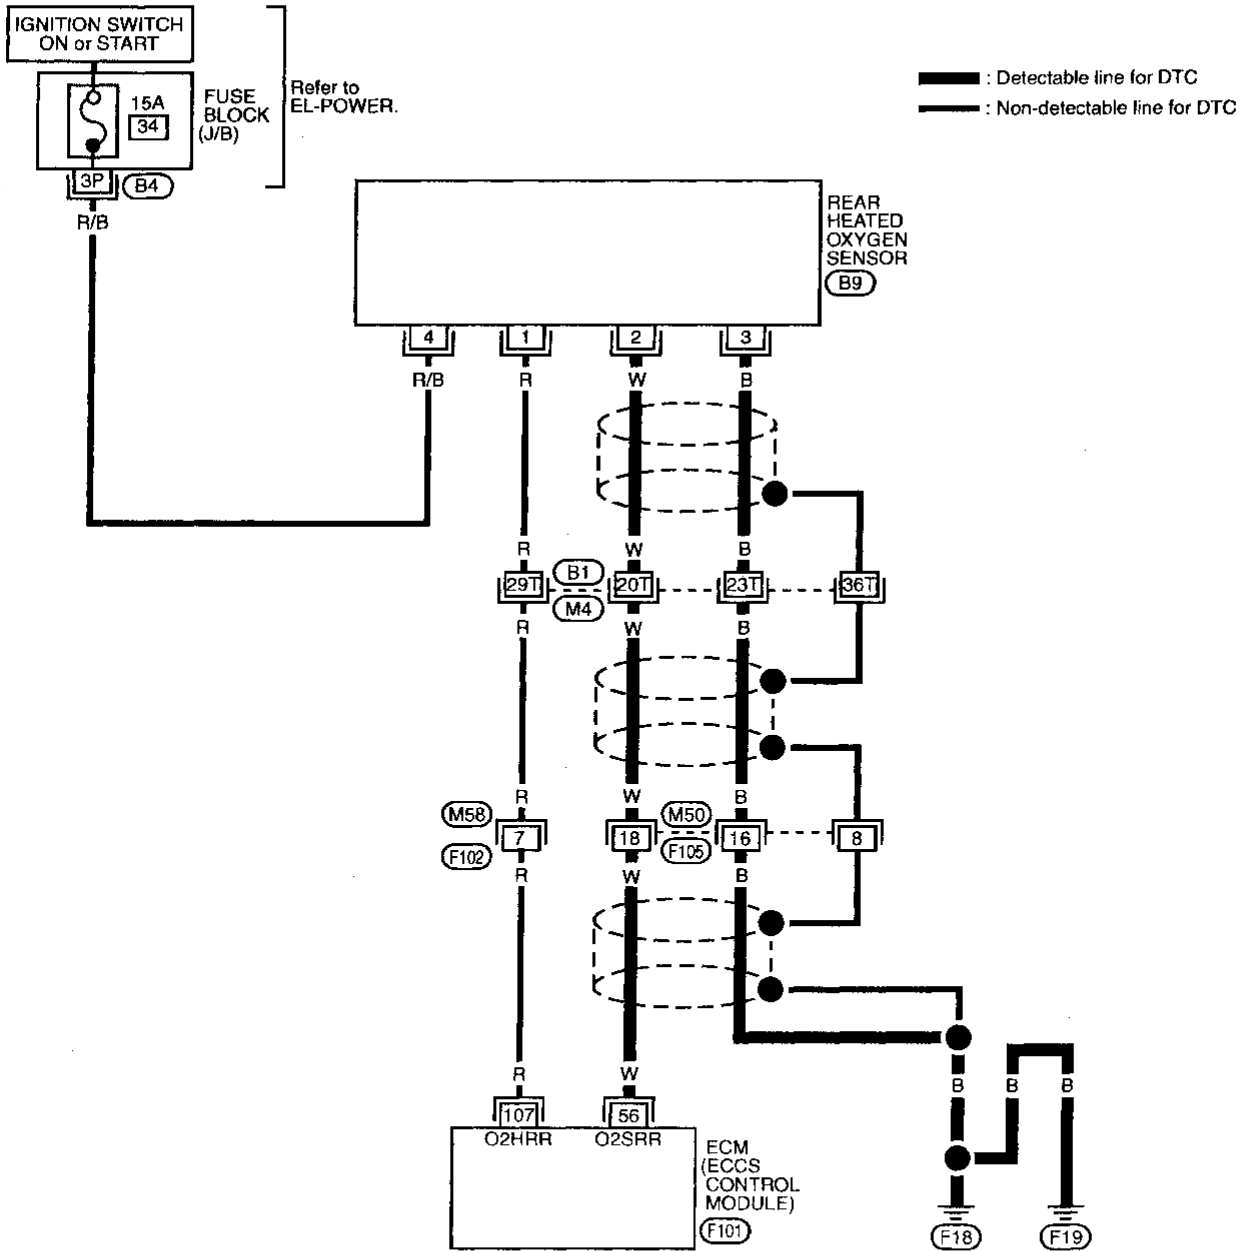 IGNITION SWITCH
ON or START
15A
34
FUSE
BLOCK
(J/B)
Refer to
EL-POWER.
3P
B4
R/B
: Detectable line for DTC
: Non-detectable line for DTC
REAR
HEATED
OXYGEN
SENSOR
B9
4 1 2 3
R/B R W B
R W B
29T B1 20T 23T 36T
M4
R W B
R W B
M58 7 18 M50 16 8
F102 F105
R W B
R W
107 56
O2HRR O2SRR
ECM
(ECCS
CONTROL
MODULE)
F101
B B B
F18 F19